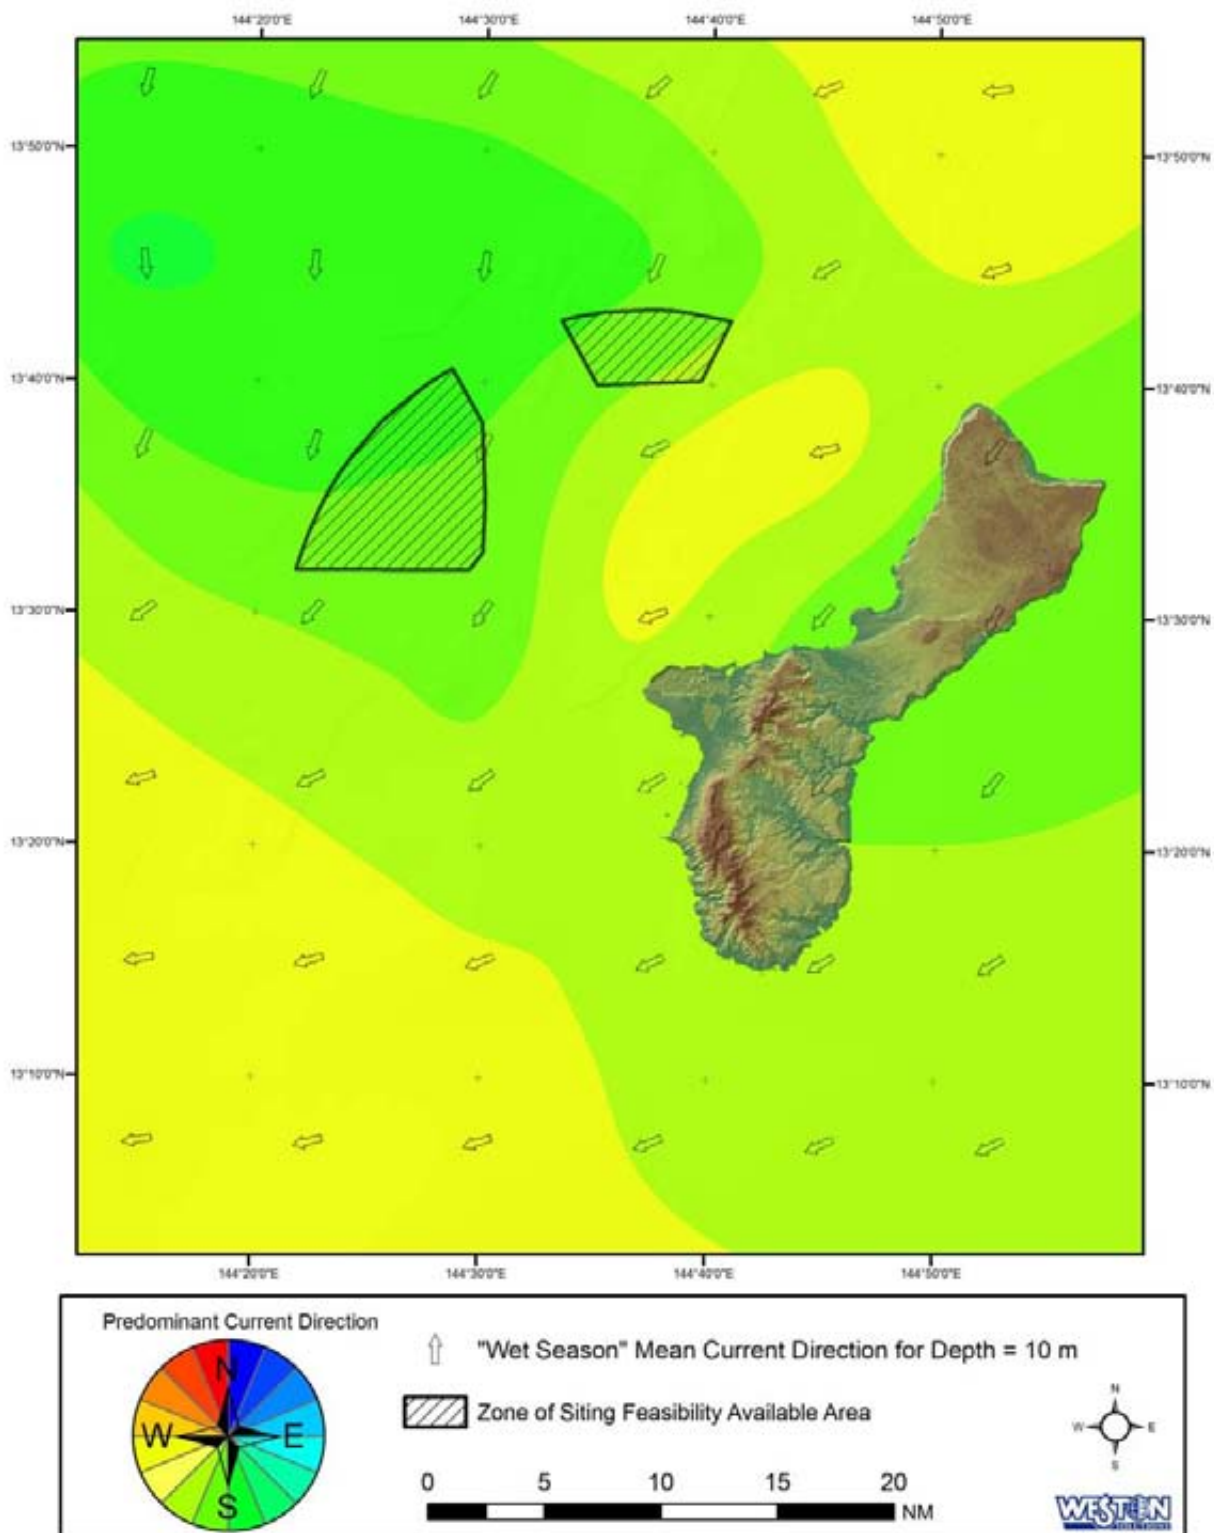 144°20'0"E 144°30'0"E 144°40'0"E 144°50'0"E
13°50'0"N 13°50'0"N
13°40'0"N 13°40'0"N
13°30'0"N 13°30'0"N
13°20'0"N 13°20'0"N
13°10'0"N 13°10'0"N
144°20'0"E 144°30'0"E 144°40'0"E 144°50'0"E
Predominant Current Direction
N
W E
S
"Wet Season" Mean Current Direction for Depth = 10 m
Zone of Siting Feasibility Available Area
0 5 10 15 20
NM
N
W E
S
WESTON
SOLUTIONS